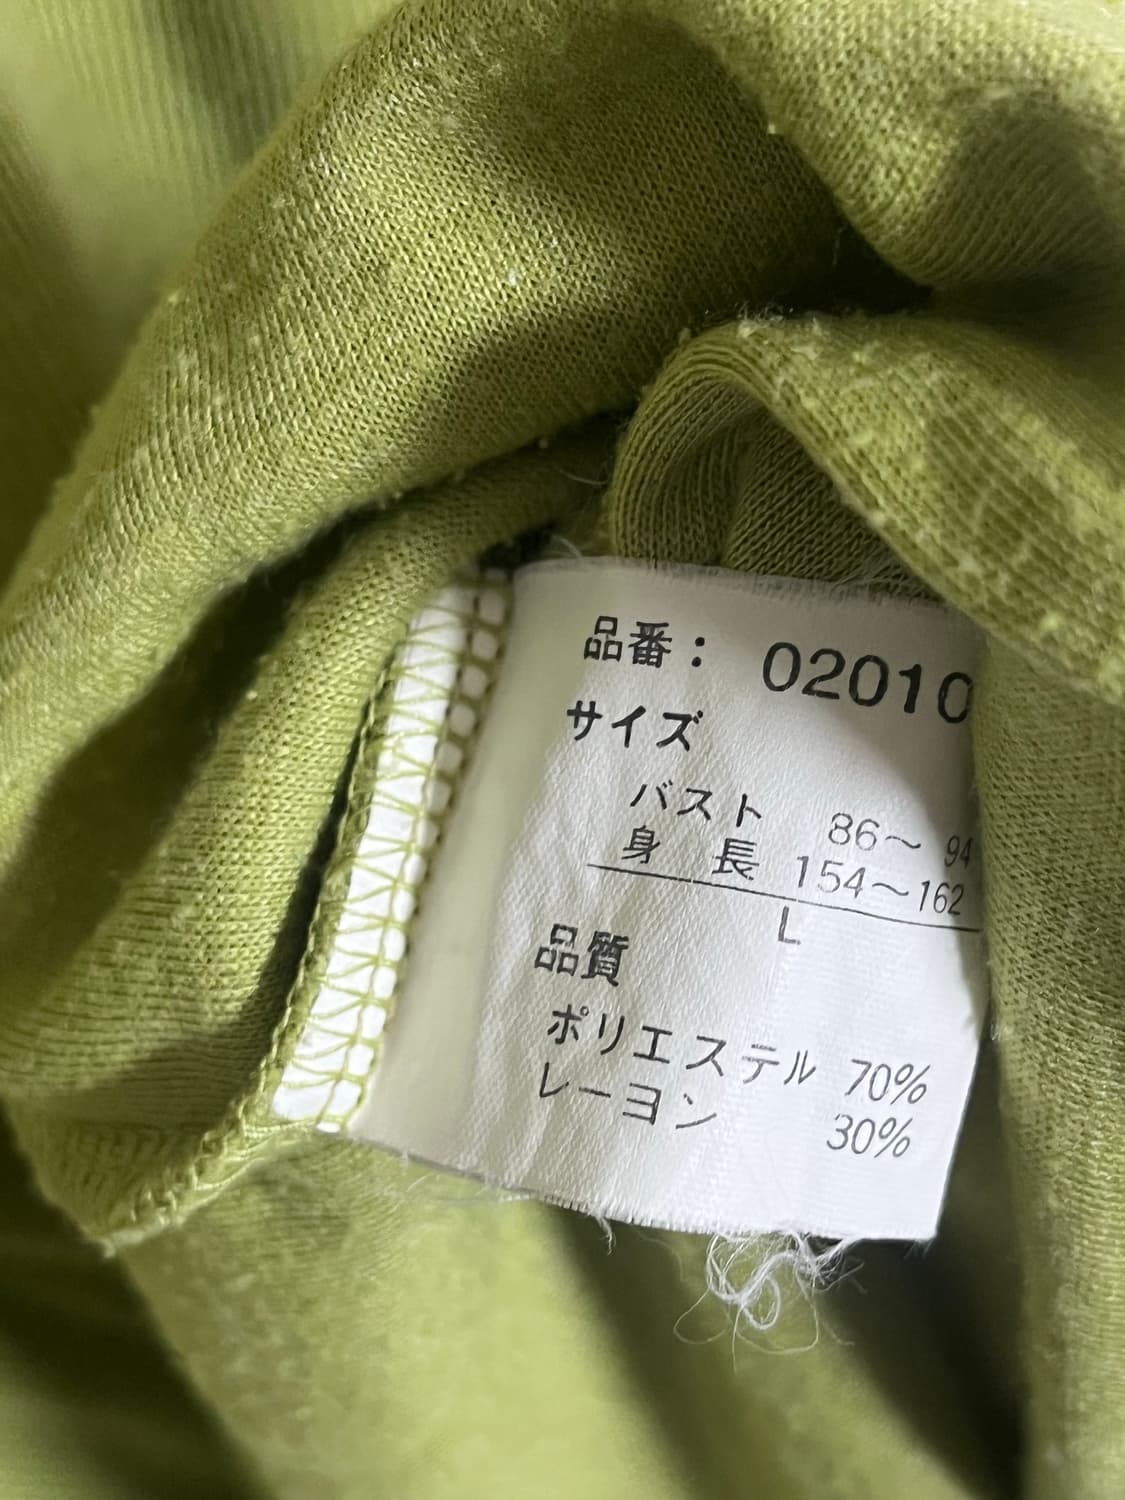 品番： 02010
サイズ
バスト 86～ 94
身 長 154～162
L
品質
ポリエステル 70%
レーヨン 30%